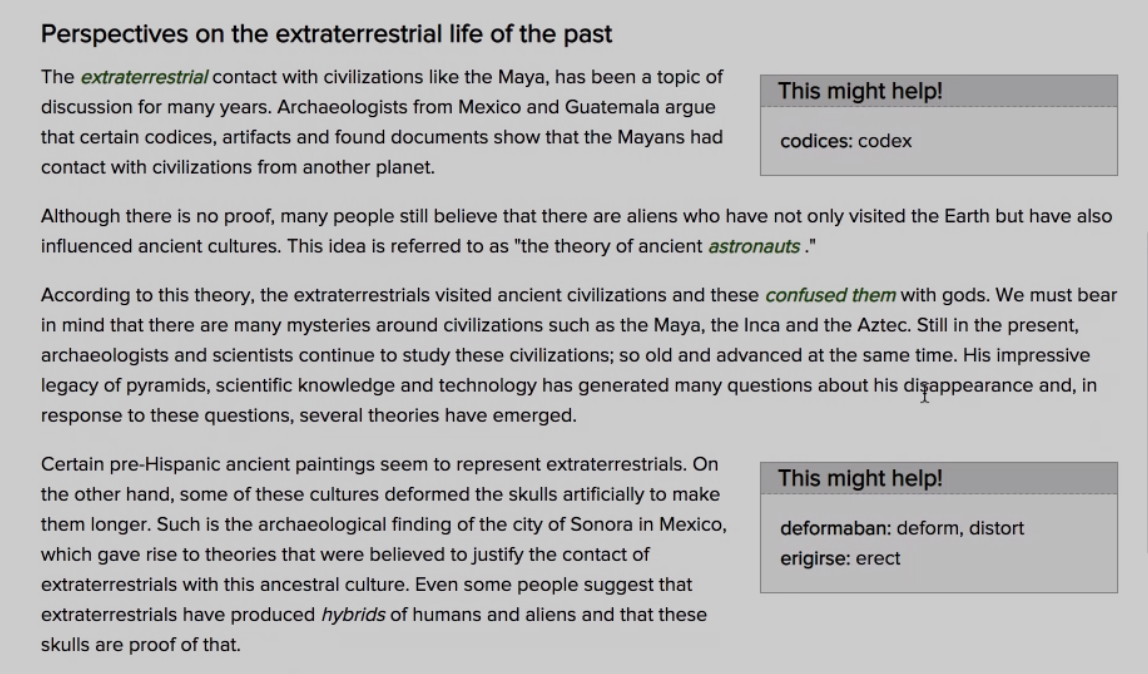 Perspectives on the extraterrestrial life of the past
The extraterrestrial contact with civilizations like the Maya, has been a topic of
discussion for many years. Archaeologists from Mexico and Guatemala argue
that certain codices, artifacts and found documents show that the Mayans had
contact with civilizations from another planet.
This might help!
codices: codex
Although there is no proof, many people still believe that there are aliens who have not only visited the Earth but have also
influenced ancient cultures. This idea is referred to as "the theory of ancient astronauts ."
According to this theory, the extraterrestrials visited ancient civilizations and these confused them with gods. We must bear
in mind that there are many mysteries around civilizations such as the Maya, the Inca and the Aztec. Still in the present,
archaeologists and scientists continue to study these civilizations; so old and advanced at the same time. His impressive
legacy of pyramids, scientific knowledge and technology has generated many questions about his disappearance and, in
response to these questions, several theories have emerged.
Certain pre-Hispanic ancient paintings seem to represent extraterrestrials. On
the other hand, some of these cultures deformed the skulls artificially to make
them longer. Such is the archaeological finding of the city of Sonora in Mexico,
which gave rise to theories that were believed to justify the contact of
extraterrestrials with this ancestral culture. Even some people suggest that
extraterrestrials have produced hybrids of humans and aliens and that these
skulls are proof of that.
This might help!
deformaban: deform, distort
erigirse: erect